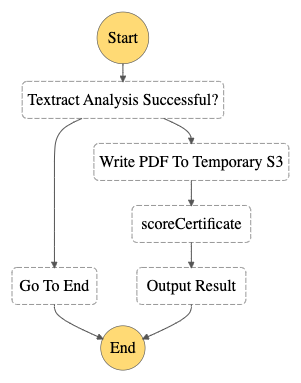 Start
Textract Analysis Successful?
Write PDF To Temporary S3
scoreCertificate
Go To End
Output Result
End